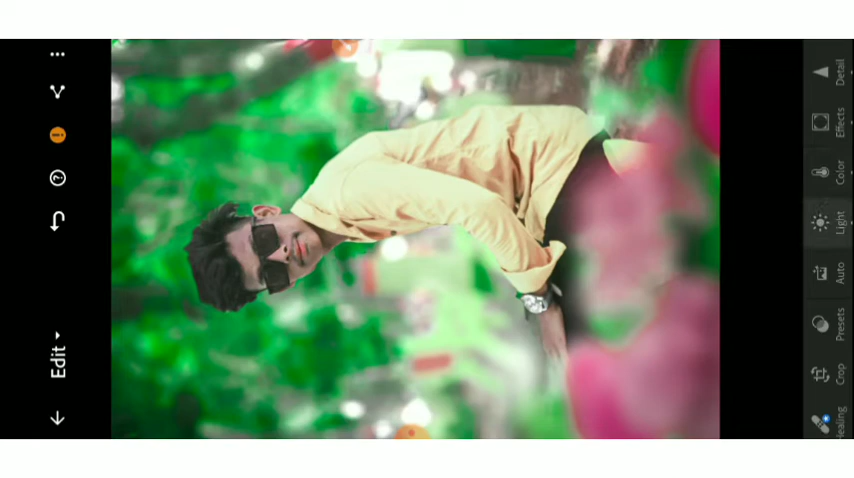 Edit
Healing
Crop
Presets
Auto
Light
Color
Effects
Detail